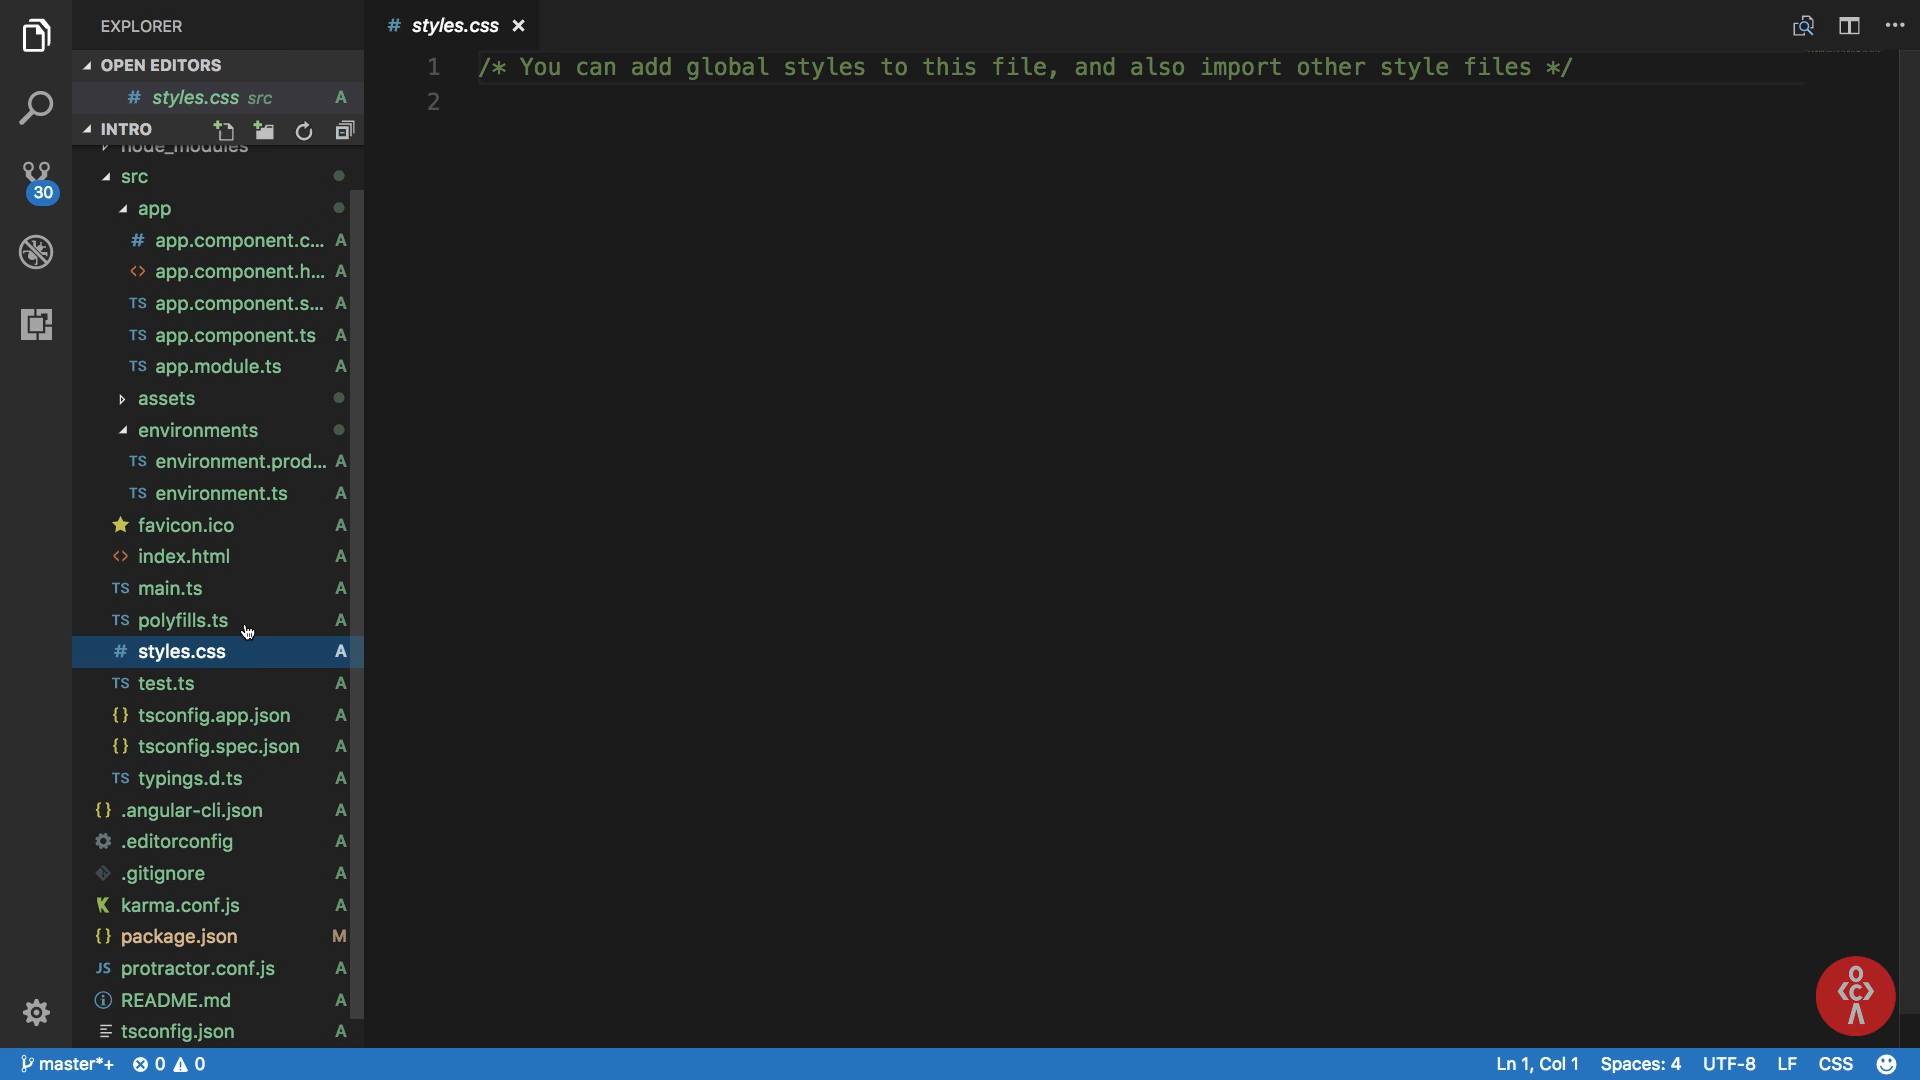 EXPLORER
OPEN EDITORS
# styles.css src A
INTRO
node_modules
src
app
# app.component.c... A
<> app.component.h... A
TS app.component.s... A
TS app.component.ts A
TS app.module.ts A
assets
environments
TS environment.prod... A
TS environment.ts A
favicon.ico A
<> index.html A
TS main.ts A
TS polyfills.ts A
# styles.css A
TS test.ts A
{} tsconfig.app.json A
{} tsconfig.spec.json A
TS typings.d.ts A
{} .angular-cli.json A
.editorconfig A
.gitignore A
karma.conf.js A
{} package.json M
JS protractor.conf.js A
README.md A
tsconfig.json A
30
# styles.css ×
1 /* You can add global styles to this file, and also import other style files */
2
master*+ 0 0
Ln 1, Col 1 Spaces: 4 UTF-8 LF CSS